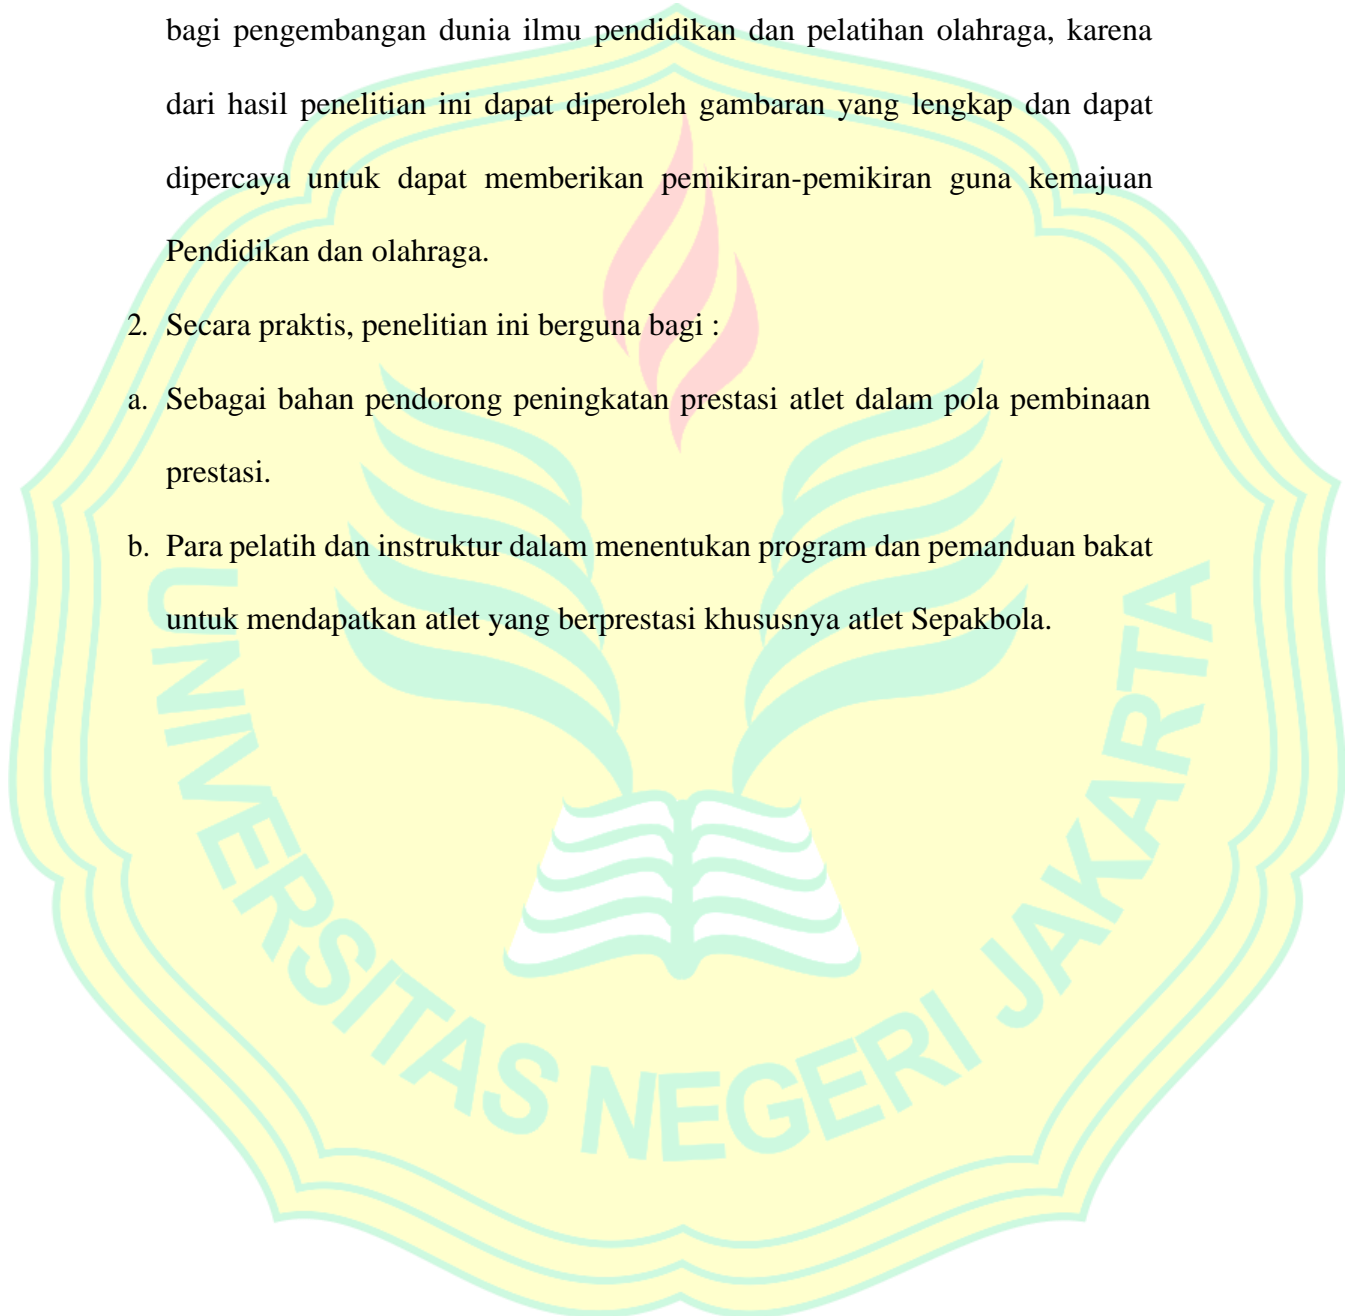 bagi pengembangan dunia ilmu pendidikan dan pelatihan olahraga, karena
dari hasil penelitian ini dapat diperoleh gambaran yang lengkap dan dapat
dipercaya untuk dapat memberikan pemikiran-pemikiran guna kemajuan
Pendidikan dan olahraga.
2. Secara praktis, penelitian ini berguna bagi :
a. Sebagai bahan pendorong peningkatan prestasi atlet dalam pola pembinaan
prestasi.
b. Para pelatih dan instruktur dalam menentukan program dan pemanduan bakat
untuk mendapatkan atlet yang berprestasi khususnya atlet Sepakbola.
UNIVERSITAS NEGERI JAKARTA